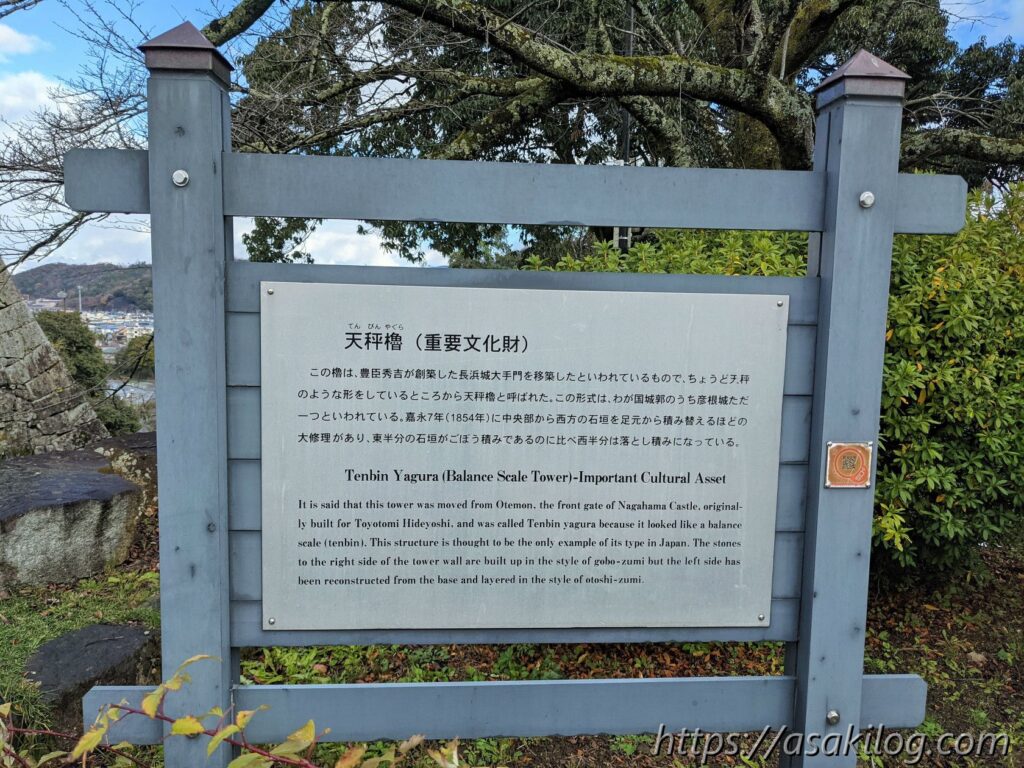 てん びん やぐら
天秤櫓（重要文化財）
この櫓は、豊臣秀吉が創築した長浜城大手門を移築したといわれているもので、ちょうど天秤
のような形をしているところから天秤櫓と呼ばれた。この形式は、わが国城郭のうち彦根城ただ
一つといわれている。嘉永7年(1854年)に中央部から西方の石垣を足元から積み替えるほどの
大修理があり、東半分の石垣がごぼう積みであるのに比べ西半分は落とし積みになっている。
Tenbin Yagura (Balance Scale Tower)-Important Cultural Asset
It is said that this tower was moved from Otemon, the front gate of Nagahama Castle, original-
ly built for Toyotomi Hideyoshi, and was called Tenbin yagura because it looked like a balance
scale (tenbin). This structure is thought to be the only example of its type in Japan. The stones
to the right side of the tower wall are built up in the style of gobo-zumi but the left side has
been reconstructed from the base and layered in the style of otoshi-zumi.
https://asakilog.com